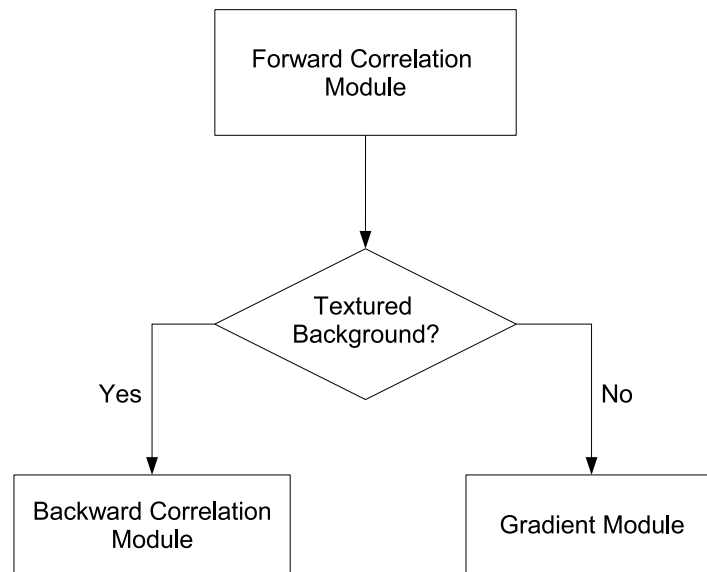 Forward Correlation
Module
Textured
Background?
Yes
No
Backward Correlation
Module
Gradient Module